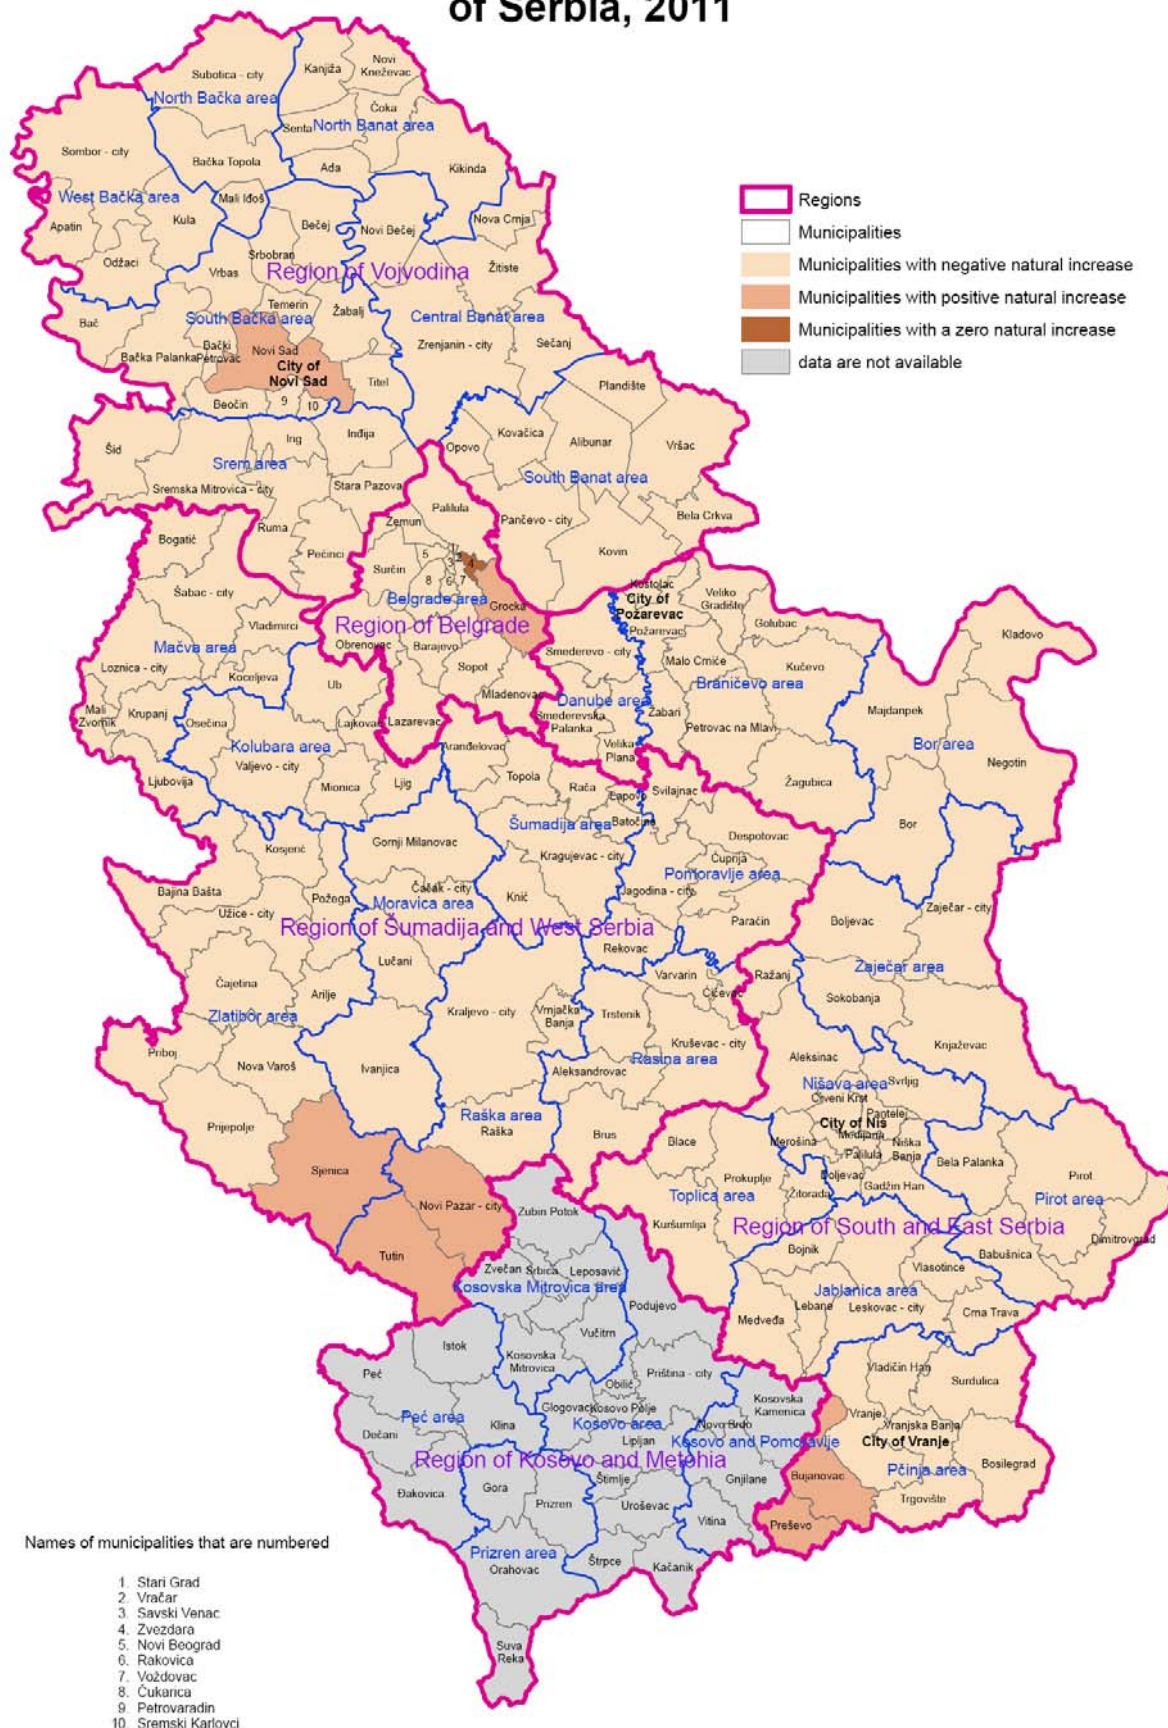 of Serbia, 2011
Regions
Municipalities
Municipalities with negative natural increase
Municipalities with positive natural increase
Municipalities with a zero natural increase
data are not available
Subotica - city
North Bačka area
Kanjiža
Novi
Kneževac
Čoka
Senta
North Banat area
Sombor - city
Bačka Topola
Ada
Kikinda
West Bačka area
Mali Iđoš
Apatin
Kula
Bečej
Novi Bečej
Nova Crnja
Odžaci
Srbobran
Vrbas
Region of Vojvodina
Žitište
Temerin
Žabalj
Bač
South Bačka area
Central Banat area
Zrenjanin - city
Sečanj
Bački
Petrovac
Bačka Palanka
Novi Sad
City of
Novi Sad
Titel
Plandište
Beočin
9
10
Šid
Irig
Inđija
Opovo
Kovačica
Alibunar
Vršac
Srem area
South Banat area
Sremska Mitrovica - city
Stara Pazova
Palilula
Zemun
Pančevo - city
Bela Crkva
Bogatić
Ruma
Pećinci
Kovin
Surčin
5
1
2
3
4
8
6
7
Šabac - city
Belgrade area
Grocka
Kostolac
City of
Požarevac
Požarevac
Veliko
Gradište
Golubac
Vladimirci
Region of Belgrade
Kladovo
Mačva area
Obrenovac
Barajevo
Smederevo - city
Loznica - city
Koceljeva
Ub
Sopot
Malo Crniće
Kučevo
Braničevo area
Mladenovac
Danube area
Mali
Zvornik
Krupanj
Osečina
Lajkovac
Lazarevac
Smederevska
Palanka
Žabari
Petrovac na Mlavi
Majdanpek
Kolubara area
Aranđelovac
Velika
Plana
Bor area
Valjevo - city
Negotin
Ljubovija
Mionica
Ljig
Topola
Rača
Lapovo
Svilajnac
Žagubica
Šumadija area
Batočina
Bor
Gornji Milanovac
Despotovac
Kosjerić
Kragujevac - city
Ćuprija
Pomoravlje area
Bajina Bašta
Požega
Čačak - city
Moravica area
Knić
Jagodina - city
Zaječar - city
Užice - city
Region of Šumadija and West Serbia
Paraćin
Boljevac
Rekovac
Lučani
Čajetina
Arilje
Varvarin
Ćićevac
Ražanj
Zaječar area
Sokobanja
Zlatibor area
Kraljevo - city
Vrnjačka
Banja
Trstenik
Kruševac - city
Knjaževac
Priboj
Nova Varoš
Ivanjica
Rasina area
Aleksandrovac
Aleksinac
Nišava area
Svrljig
Crveni Krst
Pantelej
City of Nis
Medijana
Prijepolje
Raška area
Raška
Brus
Blace
Merošina
Palilula
Niška
Banja
Bela Palanka
Sjenica
Prokuplje
Doljevac
Gadžin Han
Pirot
Toplica area
Žitorađa
Pirot area
Novi Pazar - city
Zubin Potok
Kuršumlija
Region of South and East Serbia
Dimitrovgrad
Tutin
Bojnik
Babušnica
Vlasotince
Zvečan
Srbica
Leposavić
Kosovska Mitrovica area
Jablanica area
Podujevo
Lebane
Leskovac - city
Crna Trava
Medveđa
Istok
Vučitrn
Peć
Kosovska
Mitrovica
Priština - city
Vladičin Han
Surdulica
Obilić
Glogovac
Kosovo Polje
Kosovska
Kamenica
Peć area
Klina
Kosovo area
Novo Brdo
Vranje
Vranjska Banja
Dečani
Lipljan
Kosovo and Pomoravlje
City of Vranje
Region of Kosovo and Metohia
Bosilegrad
Pčinja area
Bujanovac
Štimlje
Gnjilane
Đakovica
Gora
Prizren
Uroševac
Trgovište
Vitina
Preševo
Prizren area
Orahovac
Štrpce
Kačanik
Suva
Reka
Names of municipalities that are numbered
1. Stari Grad
2. Vračar
3. Savski Venac
4. Zvezdara
5. Novi Beograd
6. Rakovica
7. Voždovac
8. Čukarica
9. Petrovaradin
10. Sremski Karlovci